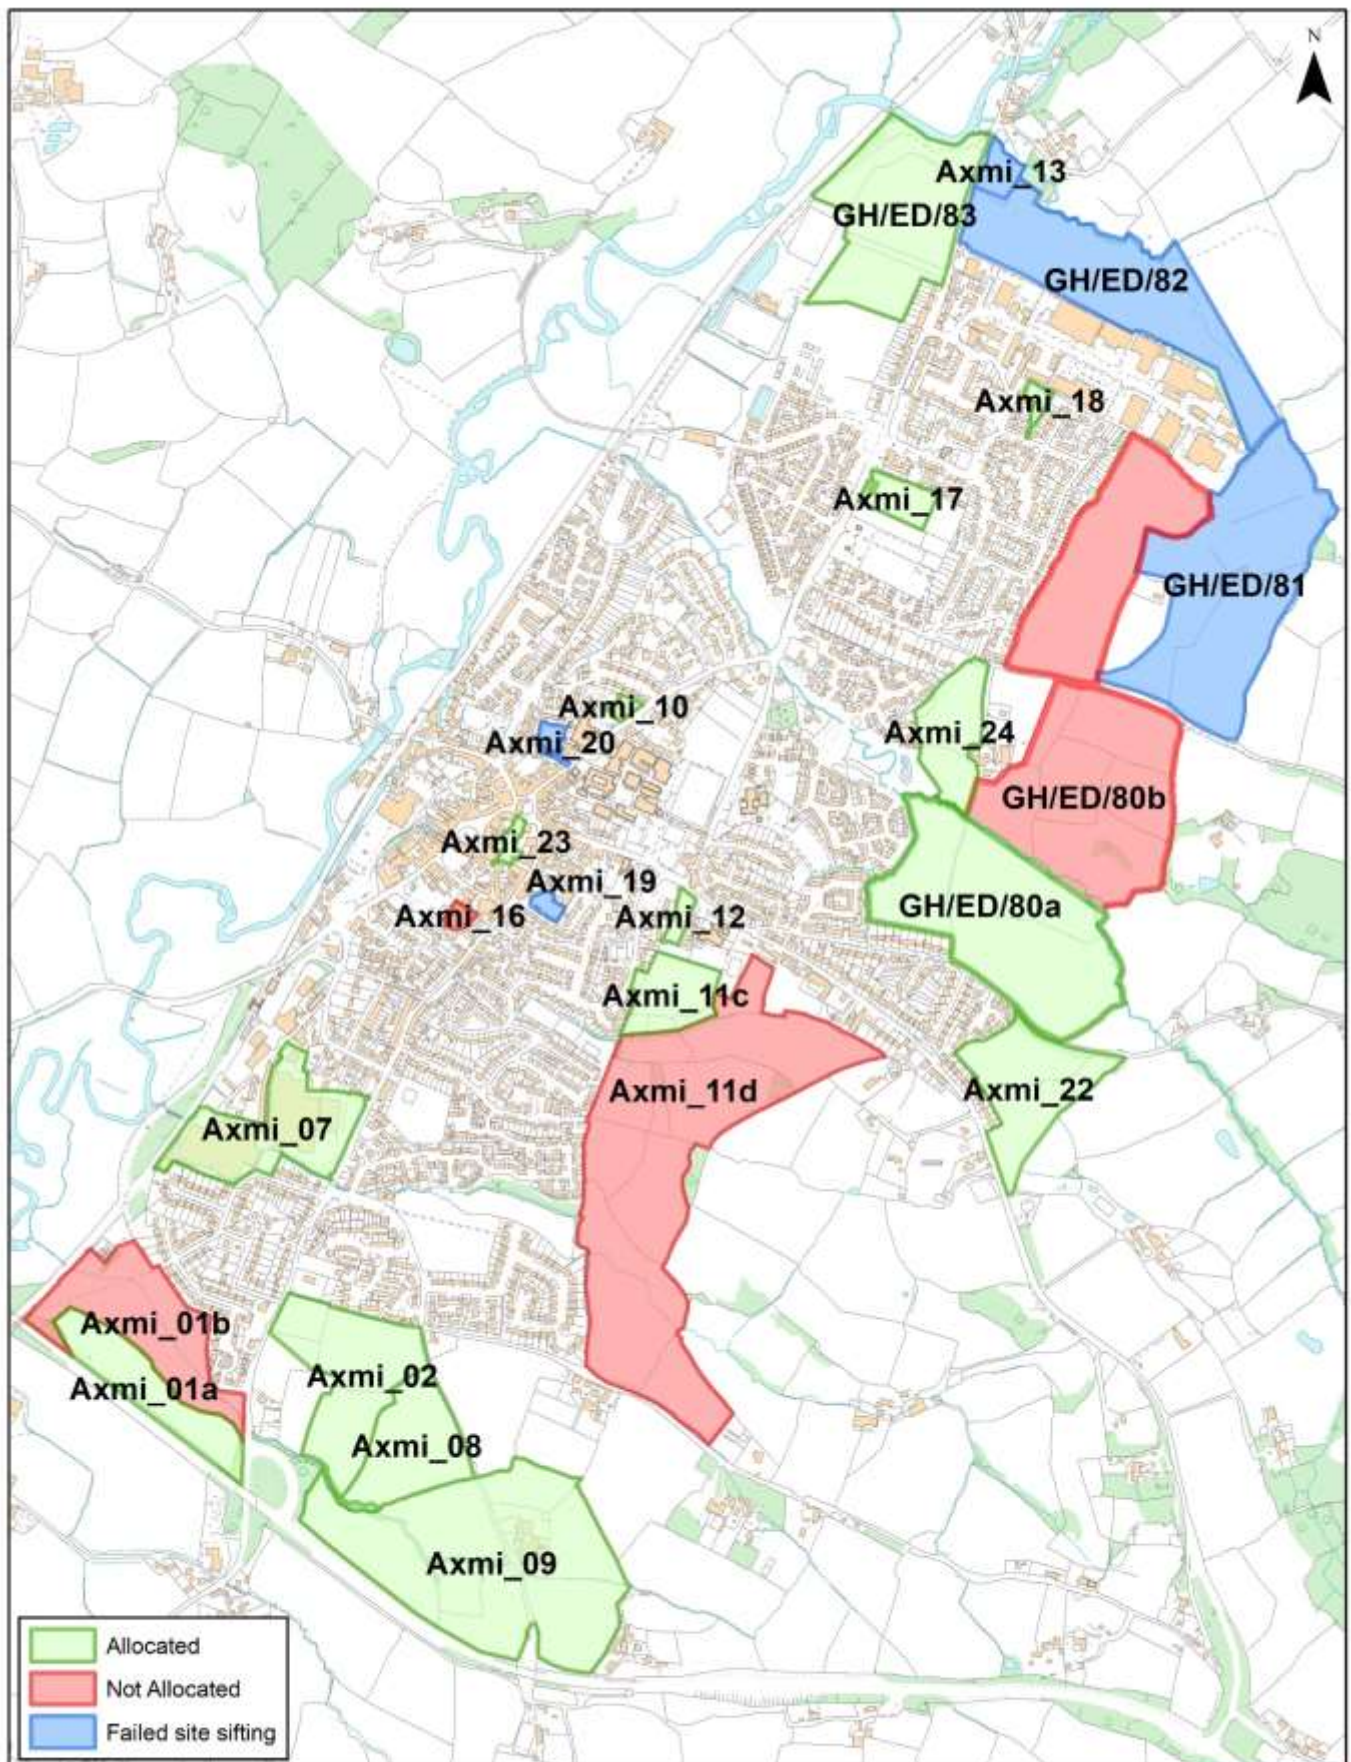 N
Axmi_13
GH/ED/83
GH/ED/82
Axmi_18
Axmi_17
GH/ED/81
Axmi_10
Axmi_24
Axmi_20
GH/ED/80b
Axmi_23
Axmi_19
GH/ED/80a
Axmi_16
Axmi_12
Axmi_11c
Axmi_11d
Axmi_22
Axmi_07
Axmi_01b
Axmi_02
Axmi_01a
Axmi_08
Axmi_09
Allocated
Not Allocated
Failed site sifting